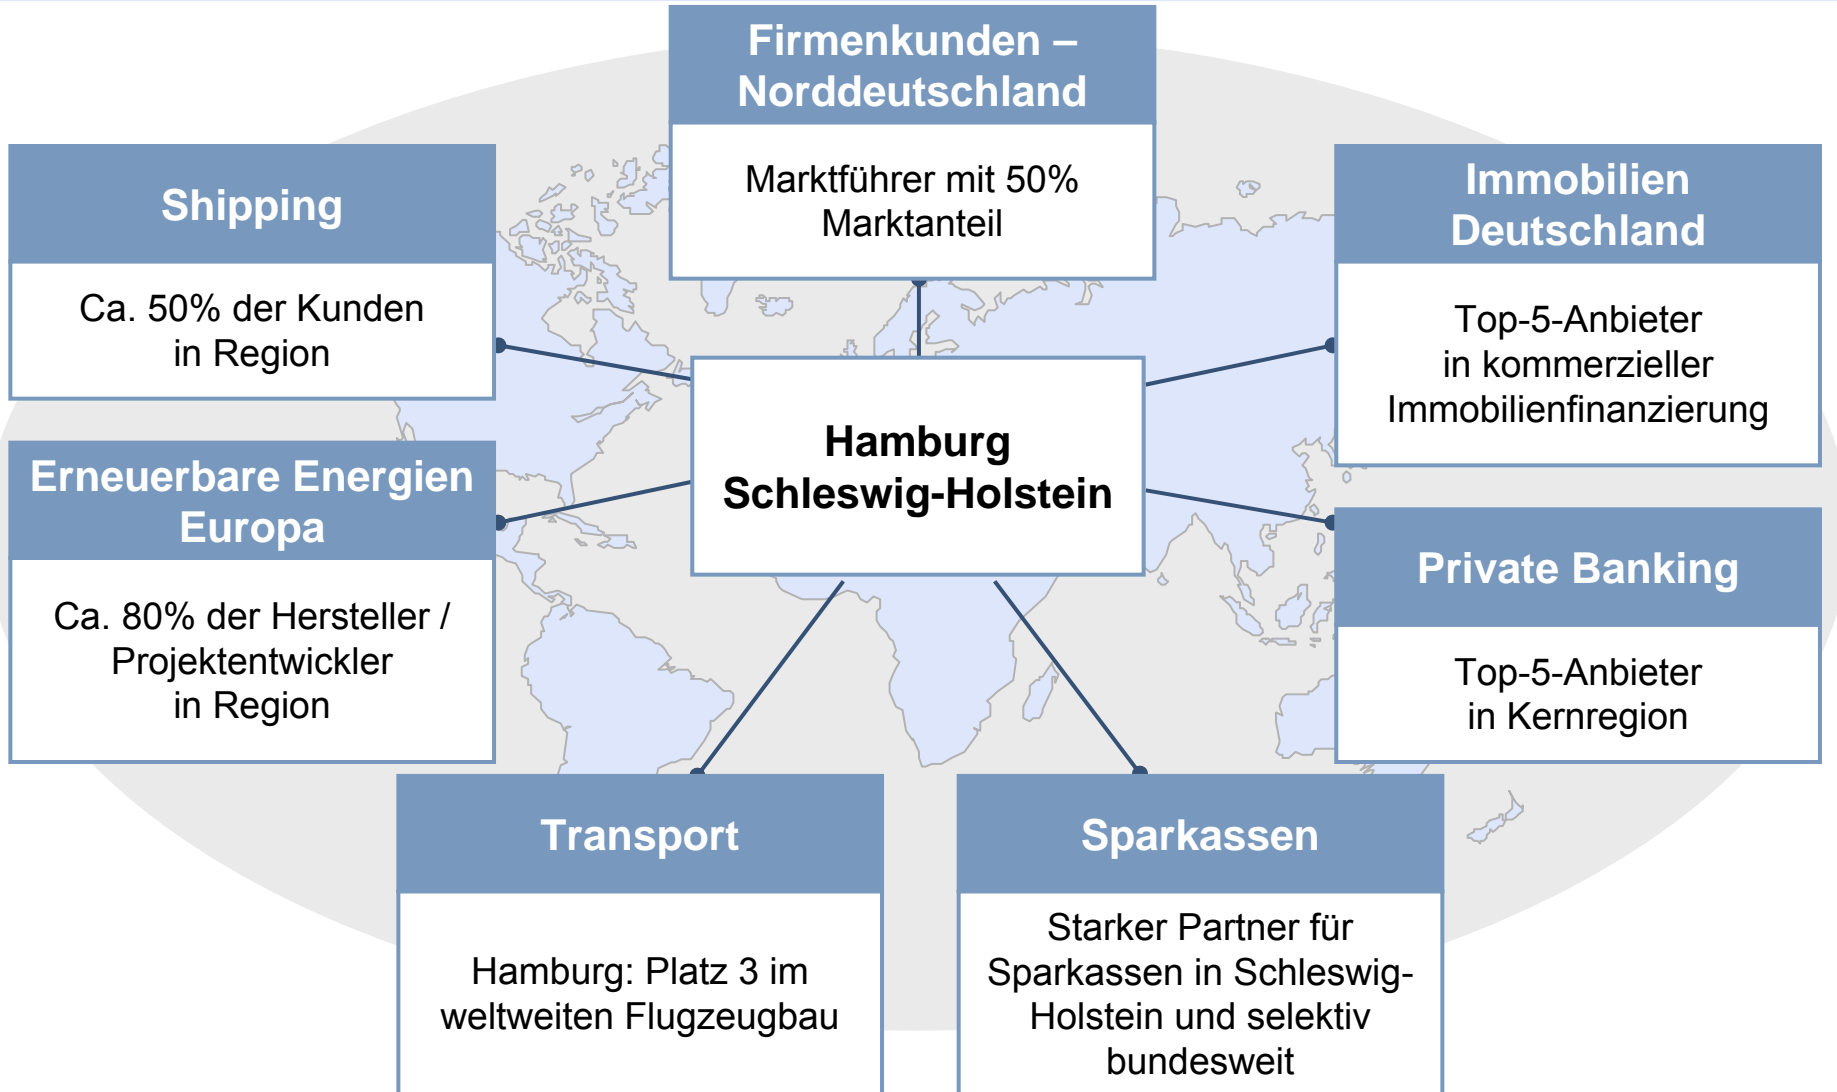 Firmenkunden –
Norddeutschland
Marktführer mit 50%
Marktanteil
Shipping
Ca. 50% der Kunden
in Region
Immobilien
Deutschland
Top-5-Anbieter
in kommerzieller
Immobilienfinanzierung
Hamburg
Schleswig-Holstein
Erneuerbare Energien
Europa
Ca. 80% der Hersteller /
Projektentwickler
in Region
Private Banking
Top-5-Anbieter
in Kernregion
Transport
Hamburg: Platz 3 im
weltweiten Flugzeugbau
Sparkassen
Starker Partner für
Sparkassen in Schleswig-
Holstein und selektiv
bundesweit